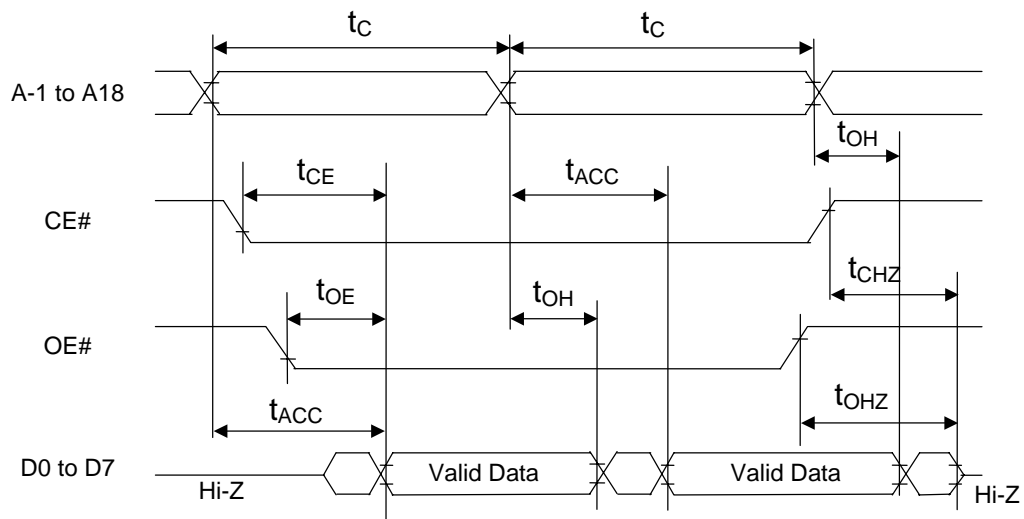 tC tC
A-1 to A18
tOH
tCE tACC
CE#
tCHZ
tOE tOH
OE#
tOHZ
tACC
D0 to D7 Valid Data Valid Data
Hi-Z Hi-Z